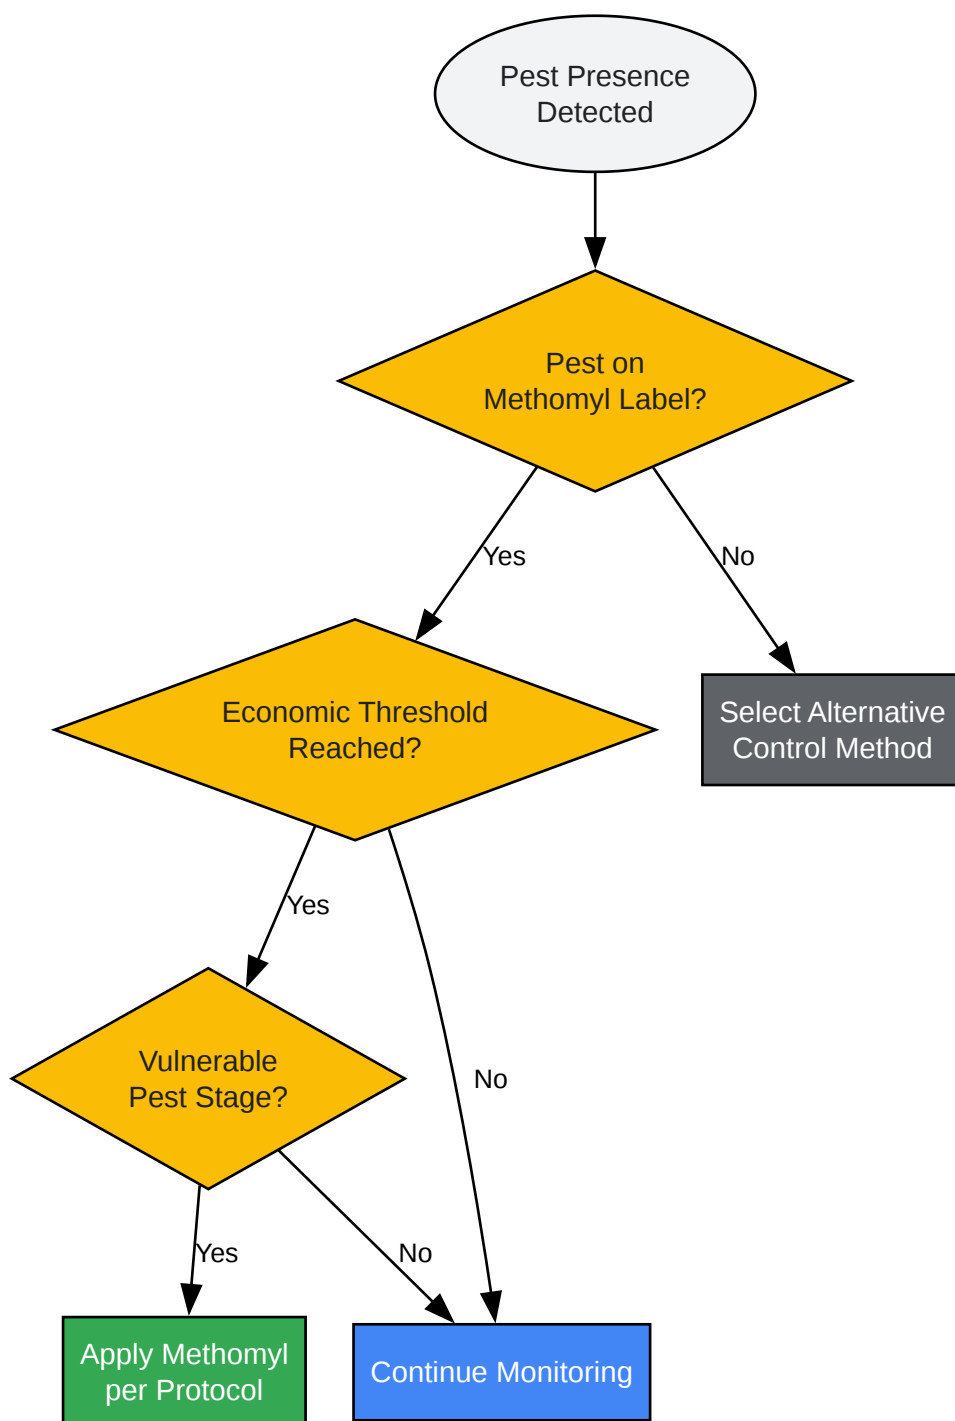 Pest Presence
Detected
Pest on
Methomyl Label?
Yes
No
Economic Threshold
Reached?
Select Alternative
Control Method
Yes
Vulnerable
Pest Stage?
No
Yes
No
Apply Methomyl
per Protocol
Continue Monitoring